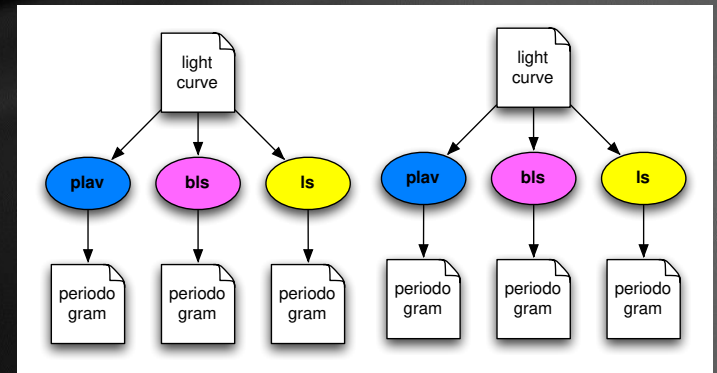 light
curve
light
curve
plav
bls
ls
plav
bls
ls
periodo
gram
periodo
gram
periodo
gram
periodo
gram
periodo
gram
periodo
gram